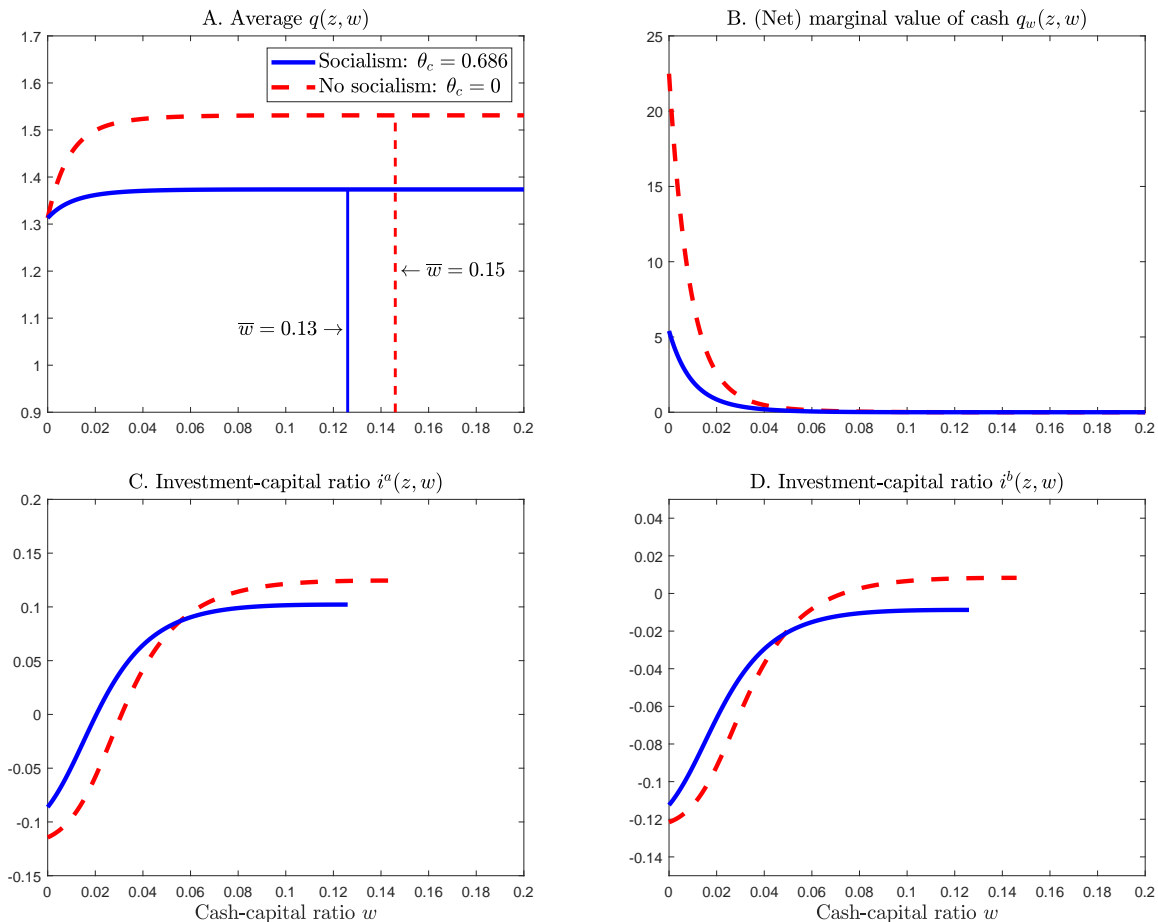 A. Average q(z, w)
1.7
1.6
1.5
1.4
1.3
1.2
1.1
1
0.9
Socialism: θ_c = 0.686
No socialism: θ_c = 0
← w̅ = 0.15
w̅ = 0.13 →
0 0.02 0.04 0.06 0.08 0.1 0.12 0.14 0.16 0.18 0.2
B. (Net) marginal value of cash q_w(z, w)
25
20
15
10
5
0
0 0.02 0.04 0.06 0.08 0.1 0.12 0.14 0.16 0.18 0.2
C. Investment-capital ratio i^a(z, w)
0.2
0.15
0.1
0.05
0
-0.05
-0.1
-0.15
0 0.02 0.04 0.06 0.08 0.1 0.12 0.14 0.16 0.18 0.2
Cash-capital ratio w
D. Investment-capital ratio i^b(z, w)
0.04
0.02
0
-0.02
-0.04
-0.06
-0.08
-0.1
-0.12
-0.14
0 0.02 0.04 0.06 0.08 0.1 0.12 0.14 0.16 0.18 0.2
Cash-capital ratio w